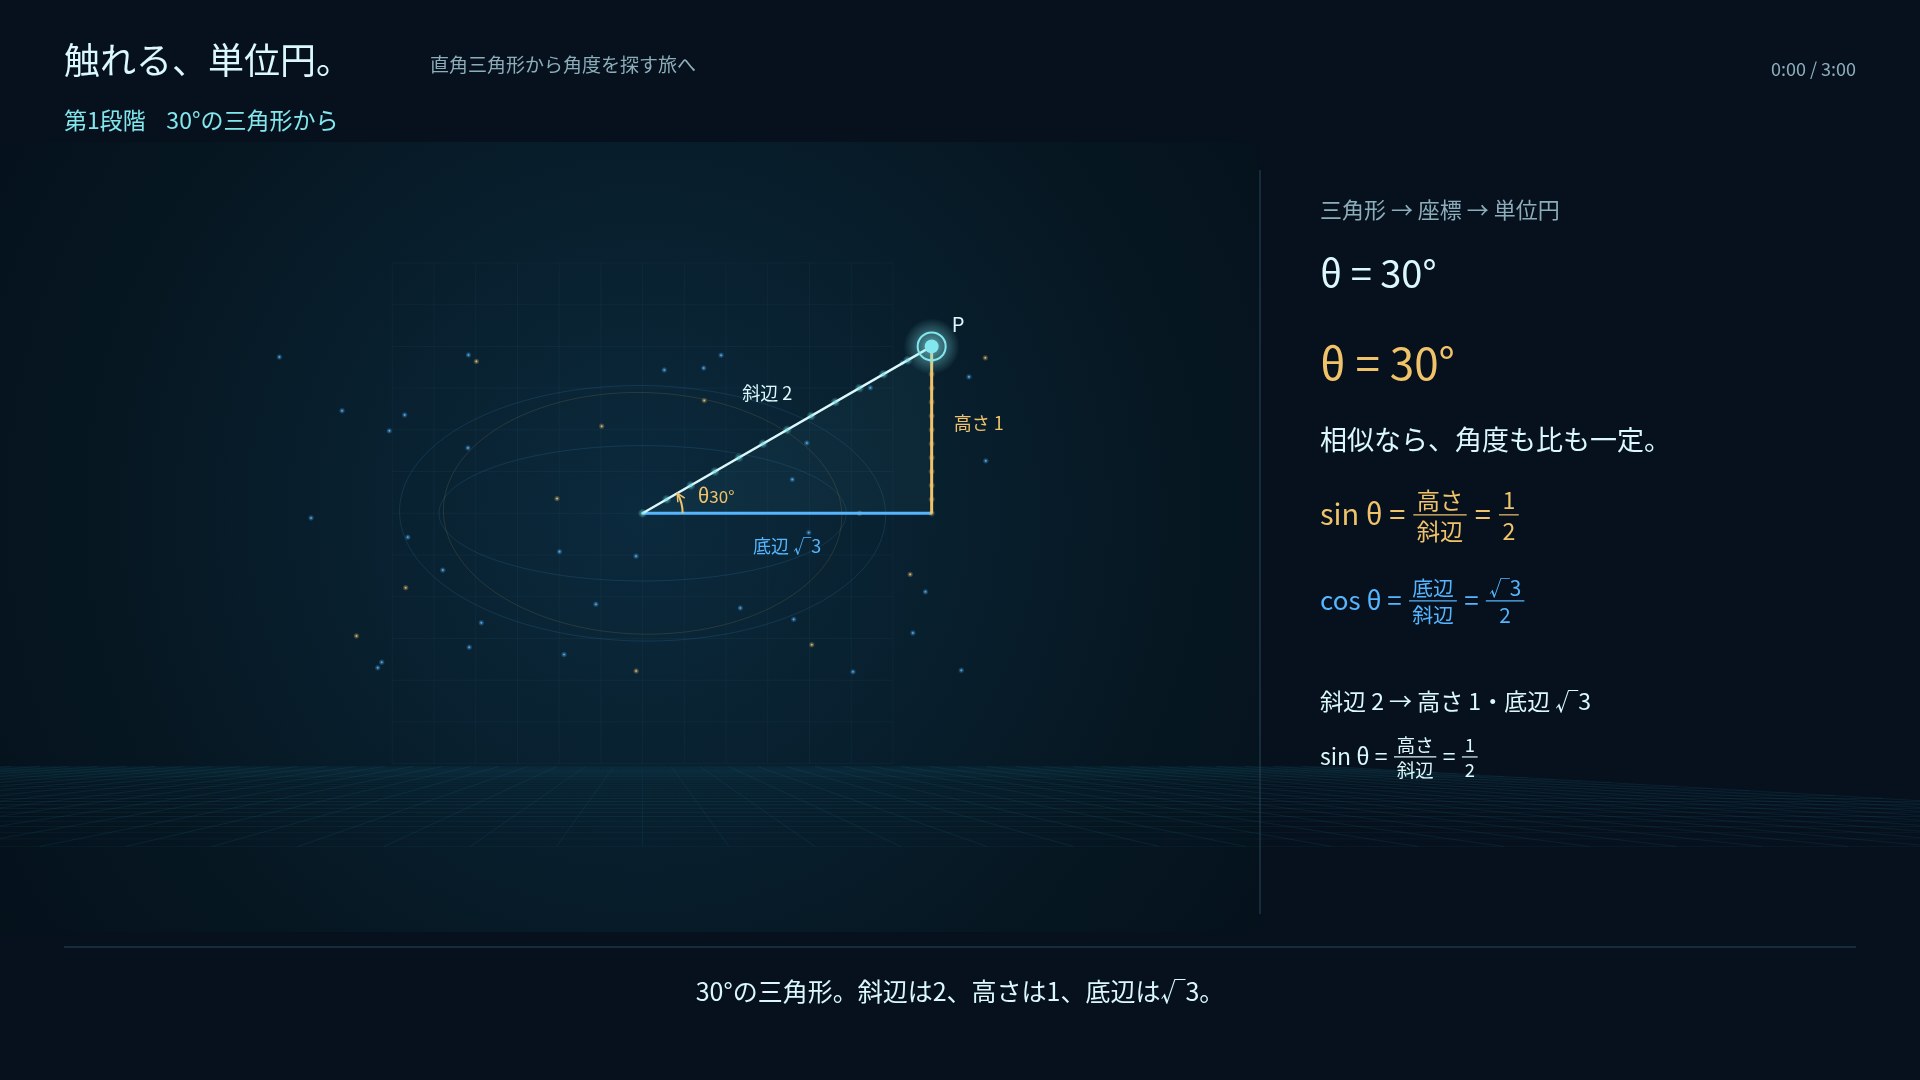 触れる、単位円。
直角三角形から角度を探す旅へ
0:00 / 3:00
第1段階　30°の三角形から
三角形 → 座標 → 単位円
θ = 30°
θ = 30°
相似なら、角度も比も一定。
sin θ = 高さ/斜辺 = 1/2
cos θ = 底辺/斜辺 = √3/2
斜辺 2 → 高さ 1・底辺 √3
sin θ = 高さ/斜辺 = 1/2
P
斜辺 2
高さ 1
θ30°
底辺 √3
30°の三角形。斜辺は2、高さは1、底辺は√3。